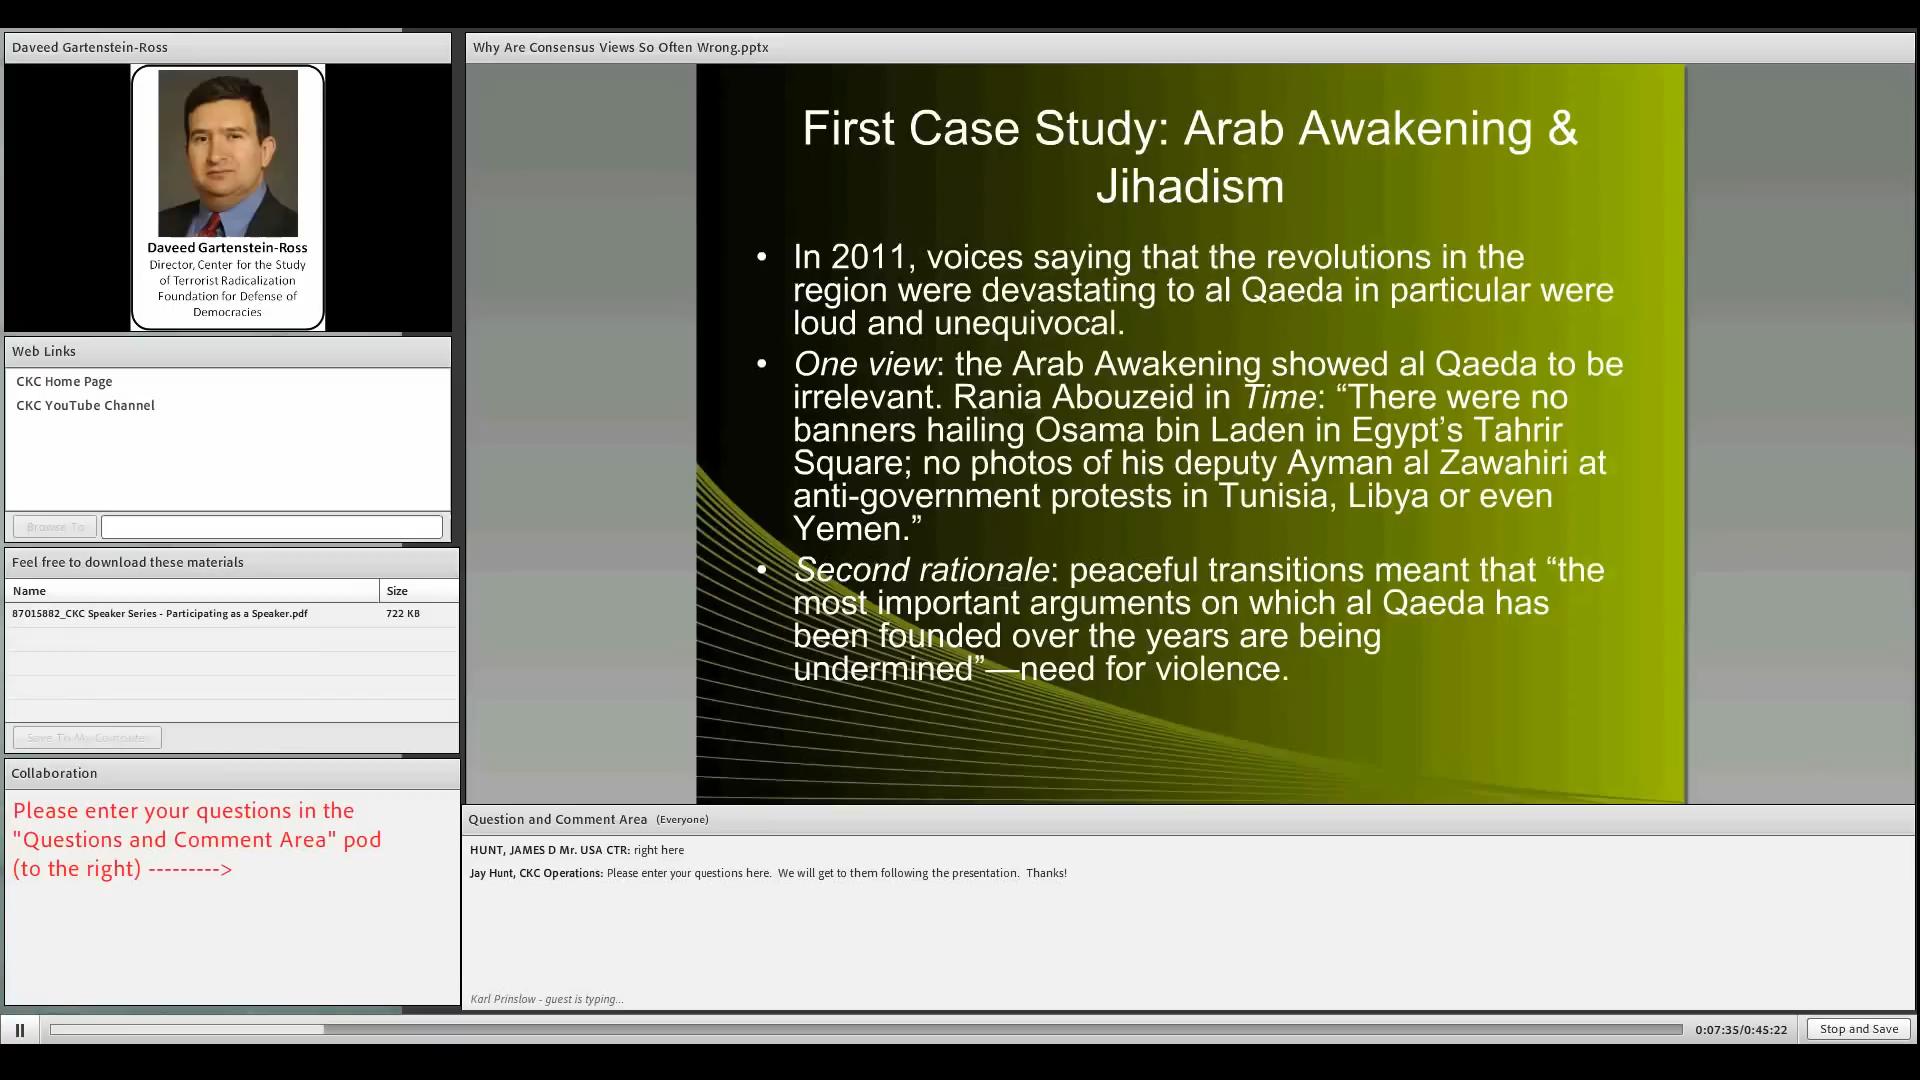 Daveed Gartenstein-Ross
Daveed Gartenstein-Ross
Director, Center for the Study
of Terrorist Radicalization
Foundation for Defense of
Democracies
Web Links
CKC Home Page
CKC YouTube Channel
Browse To
Feel free to download these materials
Name Size
87015882_CKC Speaker Series - Participating as a Speaker.pdf 722 KB
Save To My Computer
Collaboration
Please enter your questions in the
"Questions and Comment Area" pod
(to the right) --------->
Why Are Consensus Views So Often Wrong.pptx
First Case Study: Arab Awakening &
Jihadism
• In 2011, voices saying that the revolutions in the
region were devastating to al Qaeda in particular were
loud and unequivocal.
• One view: the Arab Awakening showed al Qaeda to be
irrelevant. Rania Abouzeid in Time: “There were no
banners hailing Osama bin Laden in Egypt’s Tahrir
Square; no photos of his deputy Ayman al Zawahiri at
anti-government protests in Tunisia, Libya or even
Yemen.”
• Second rationale: peaceful transitions meant that “the
most important arguments on which al Qaeda has
been founded over the years are being
undermined”—need for violence.
Question and Comment Area (Everyone)
HUNT, JAMES D Mr. USA CTR: right here
Jay Hunt, CKC Operations: Please enter your questions here. We will get to them following the presentation. Thanks!
Karl Prinslow - guest is typing...
0:07:35/0:45:22
Stop and Save